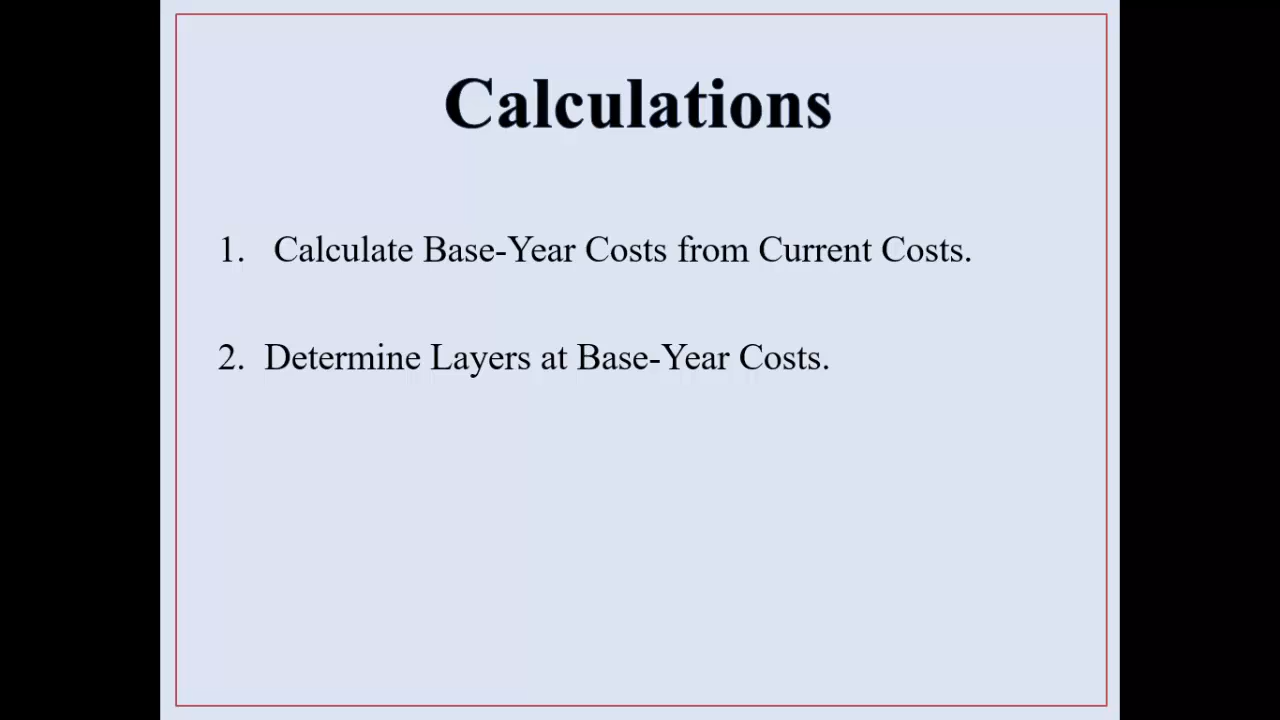 Calculations
1. Calculate Base-Year Costs from Current Costs.
2. Determine Layers at Base-Year Costs.